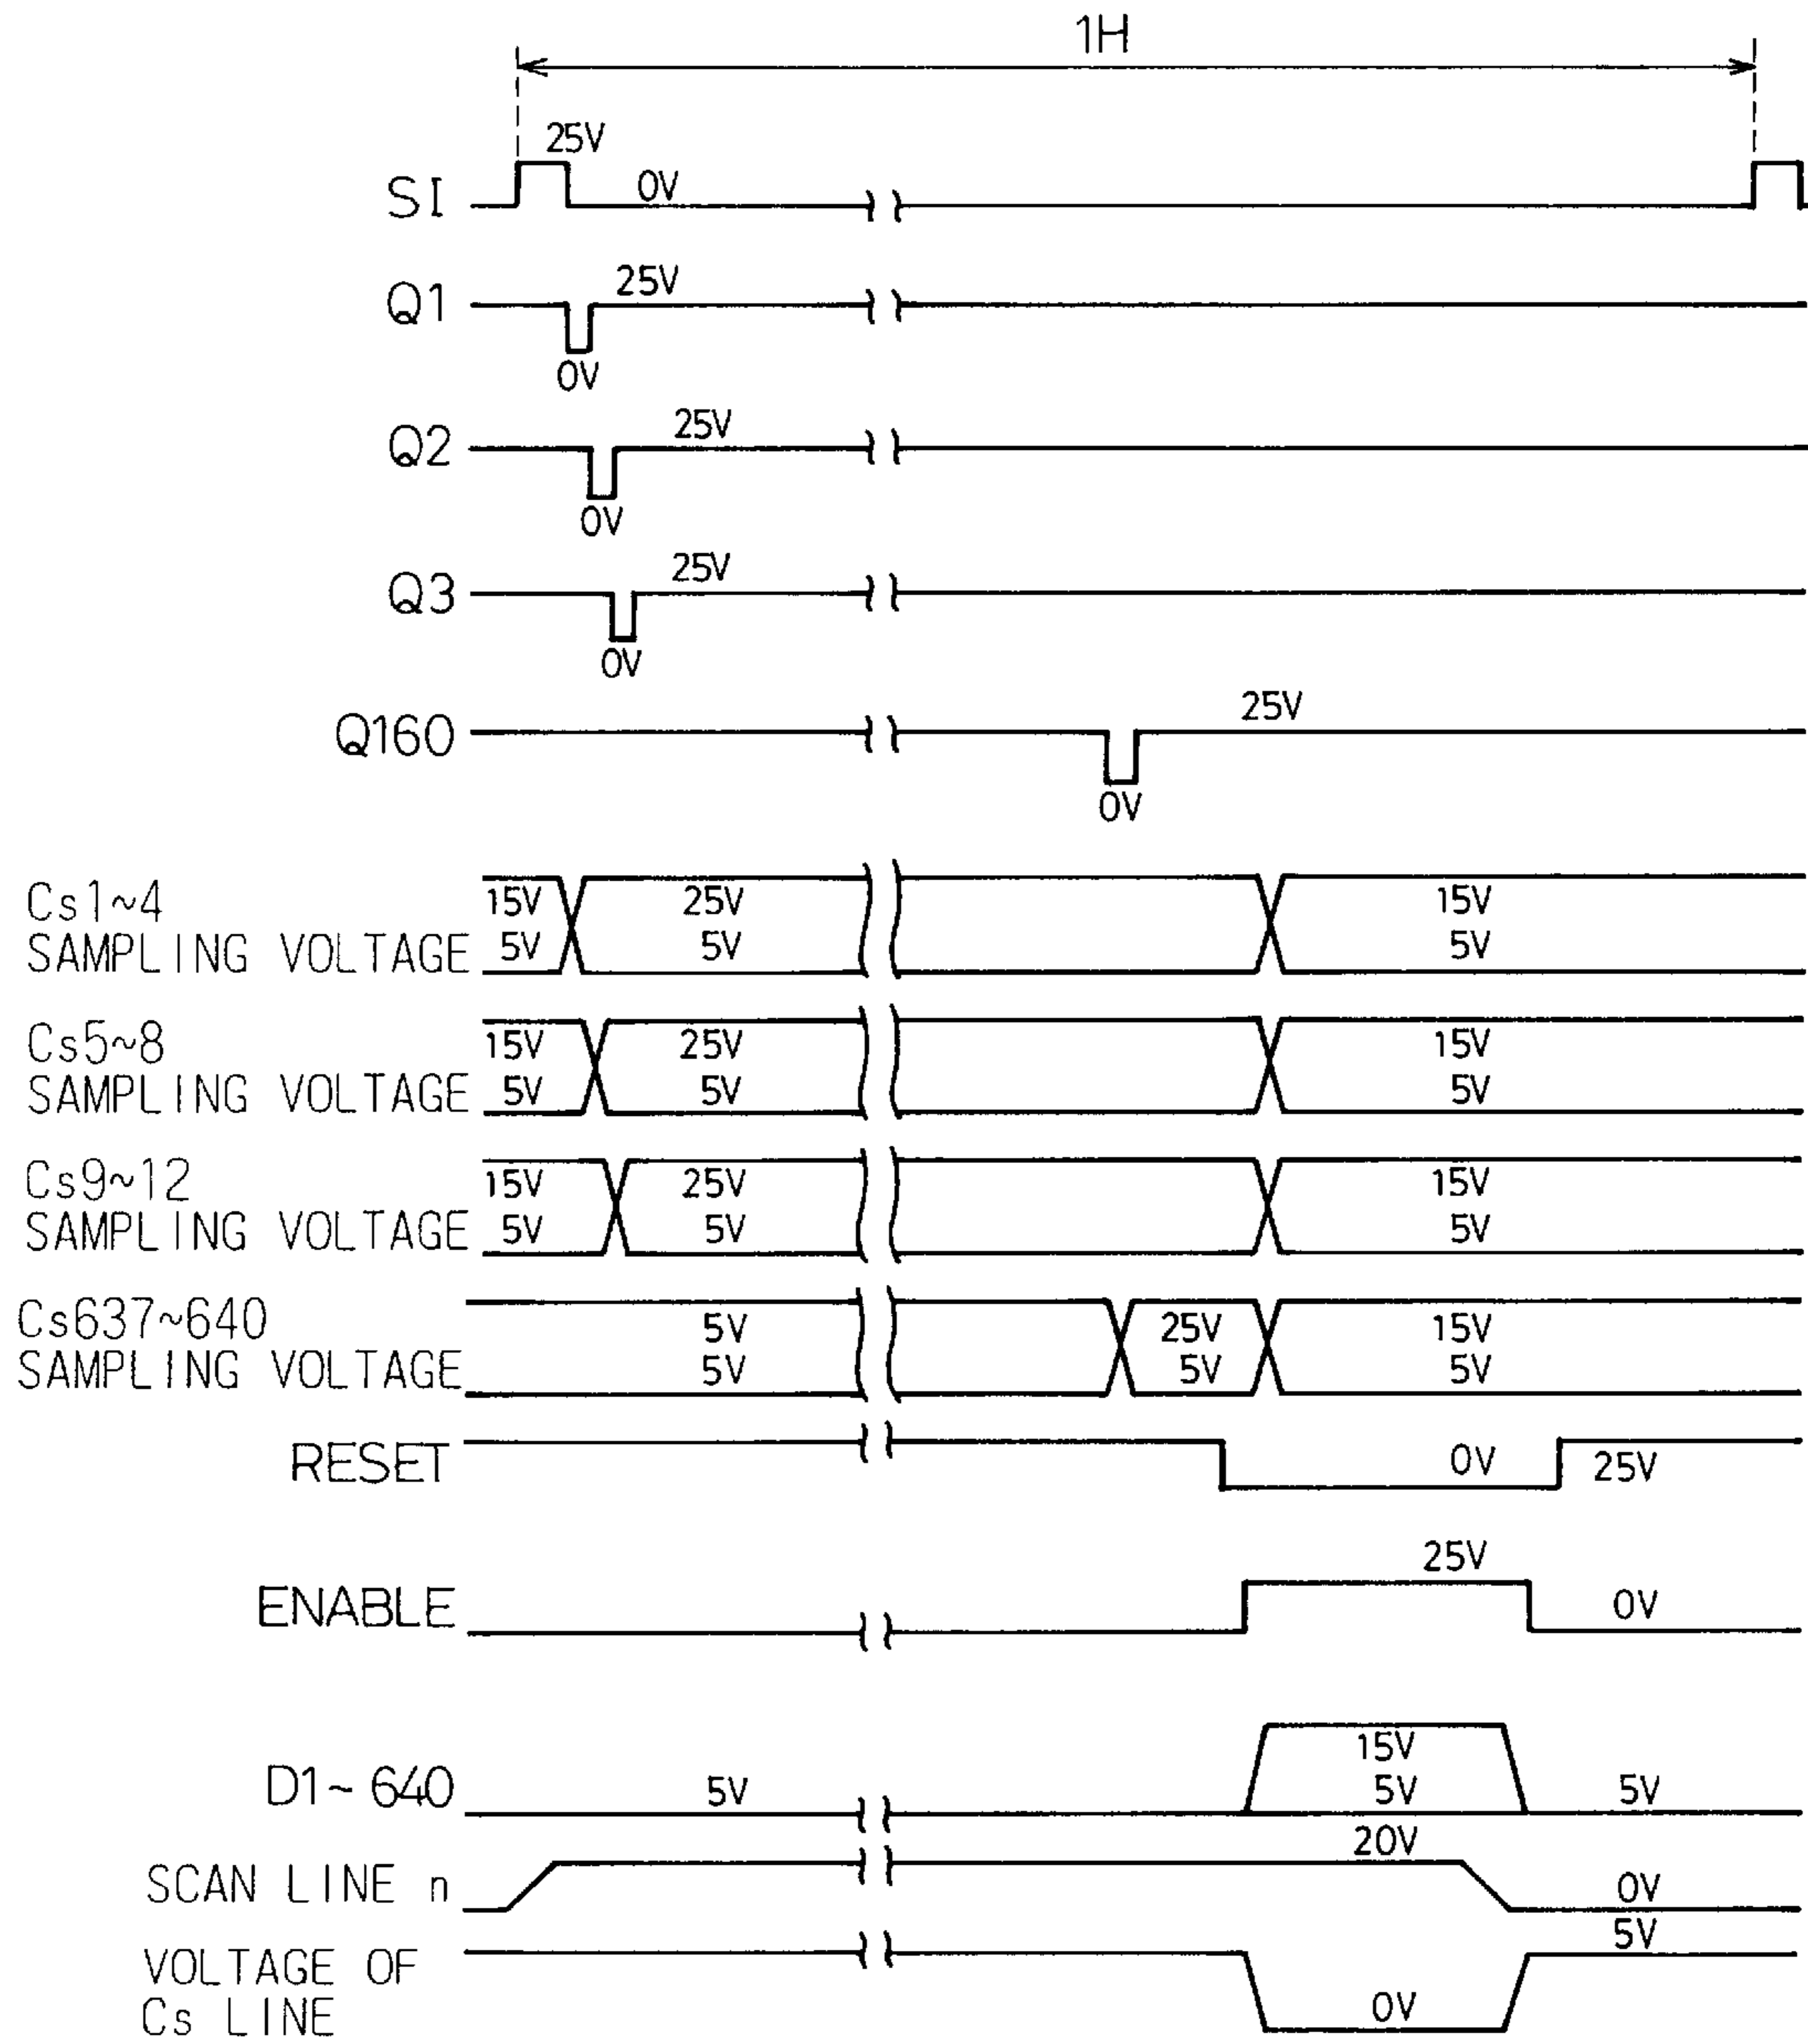 1H
25V
SI 0V
Q1 25V
0V
Q2 25V
0V
Q3 25V
0V
Q160 25V
0V
Cs1~4 15V 25V 15V
SAMPLING VOLTAGE 5V 5V 5V
Cs5~8 15V 25V 15V
SAMPLING VOLTAGE 5V 5V 5V
Cs9~12 15V 25V 15V
SAMPLING VOLTAGE 5V 5V 5V
Cs637~640 5V 25V 15V
SAMPLING VOLTAGE 5V 5V 5V
RESET 0V 25V
25V
ENABLE 0V
15V
D1~640 5V 5V 5V
20V
SCAN LINE n 0V
5V
VOLTAGE OF
Cs LINE 0V